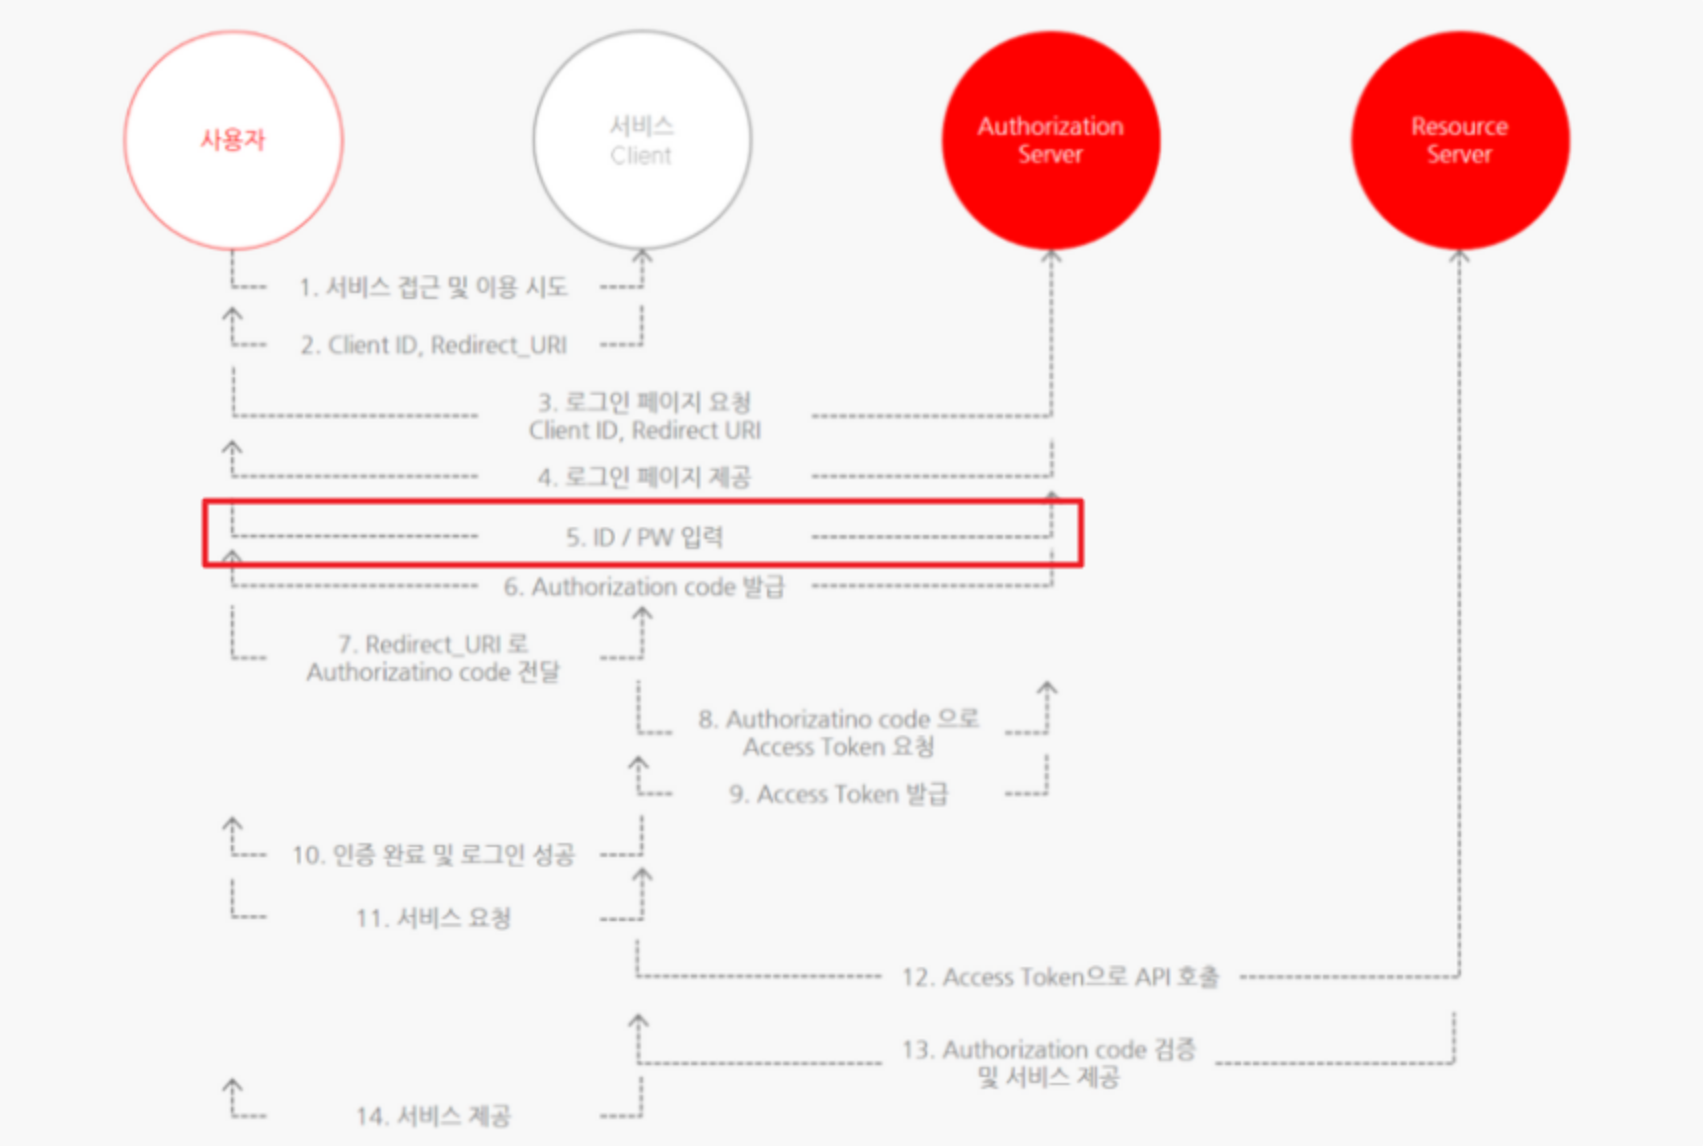 사용자
서비스
Client
Authorization
Server
Resource
Server
1. 서비스 접근 및 이용 시도
2. Client ID, Redirect_URI
3. 로그인 페이지 요청
Client ID, Redirect URI
4. 로그인 페이지 제공
5. ID / PW 입력
6. Authorization code 발급
7. Redirect_URI 로
Authorizatino code 전달
8. Authorizatino code 으로
Access Token 요청
9. Access Token 발급
10. 인증 완료 및 로그인 성공
11. 서비스 요청
12. Access Token으로 API 호출
13. Authorization code 검증
및 서비스 제공
14. 서비스 제공